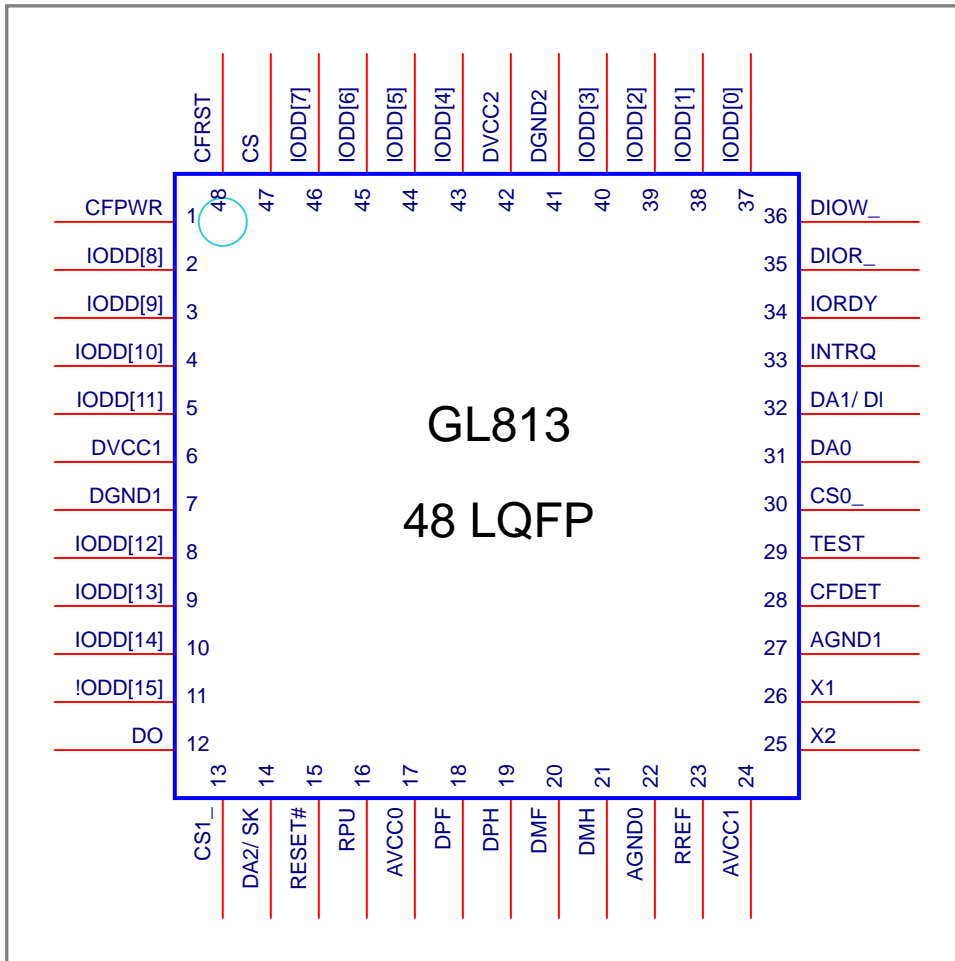 CFRST
CS
IODD[7]
IODD[6]
IODD[5]
IODD[4]
DVCC2
DGND2
IODD[3]
IODD[2]
IODD[1]
IODD[0]
48
47
46
45
44
43
42
41
40
39
38
37
CFPWR 1
IODD[8] 2
IODD[9] 3
IODD[10] 4
IODD[11] 5
DVCC1 6
DGND1 7
IODD[12] 8
IODD[13] 9
IODD[14] 10
!ODD[15] 11
DO 12
GL813
48 LQFP
36 DIOW_
35 DIOR_
34 IORDY
33 INTRQ
32 DA1/ DI
31 DA0
30 CS0_
29 TEST
28 CFDET
27 AGND1
26 X1
25 X2
13
14
15
16
17
18
19
20
21
22
23
24
CS1_
DA2/ SK
RESET#
RPU
AVCC0
DPF
DPH
DMF
DMH
AGND0
RREF
AVCC1